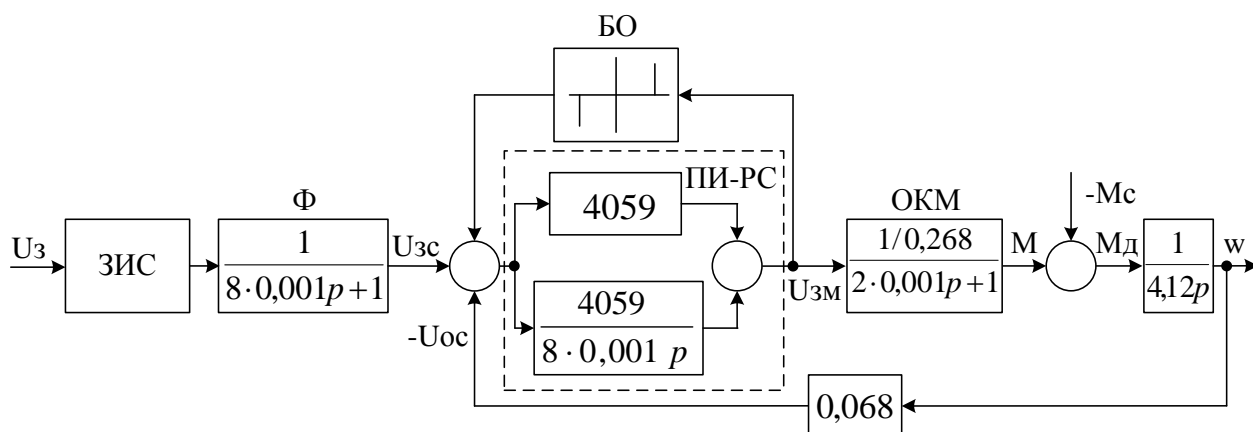 БО
ПИ-РС
Ф
ОКМ
-Мс
Uз
ЗИС
1
8·0,001p+1
Uзс
4059
4059
8·0,001 p
Uзм
1/0,268
2·0,001p+1
М
Мд
1
4,12p
w
-Uос
0,068